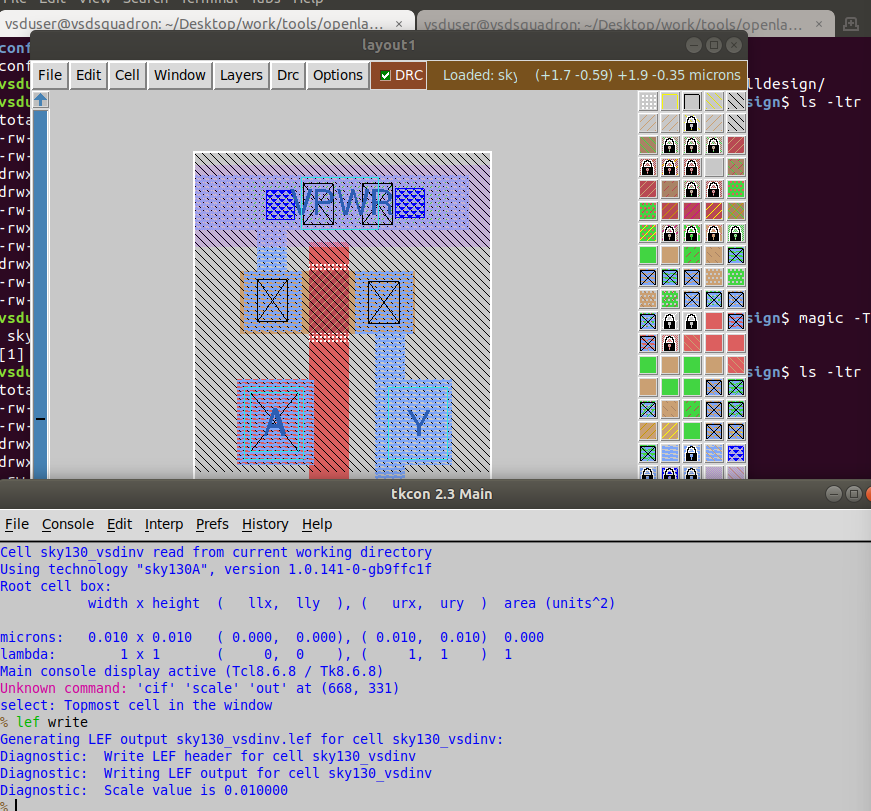 File Edit View Search Terminal Tabs Help
vsduser@vsdsquadron: ~/Desktop/work/tools/openla... × vsduser@vsdsquadron: ~/Desktop/work/tools/openla... ×
layout1
File Edit Cell Window Layers Drc Options DRC Loaded: sky (+1.7 -0.59) +1.9 -0.35 microns
conf
conf lldesign/
vsdu sign$ ls -ltr
tota
-rw-
-rw-
drwx
drwx
-rw-
-rw-
-rw-
-rw-
drwx
-rw-
-rw-
vsdu sign$ magic -T
sky
[1]
vsdu sign$ ls -ltr
tota
-rw-
-rw-
drwx
drwx
VPWR
A Y
tkcon 2.3 Main
File Console Edit Interp Prefs History Help
Cell sky130_vsdinv read from current working directory
Using technology "sky130A", version 1.0.141-0-gb9ffc1f
Root cell box:
width x height ( llx, lly ), ( urx, ury ) area (units^2)
microns: 0.010 x 0.010 ( 0.000, 0.000), ( 0.010, 0.010) 0.000
lambda: 1 x 1 ( 0, 0 ), ( 1, 1 ) 1
Main console display active (Tcl8.6.8 / Tk8.6.8)
Unknown command: 'cif' 'scale' 'out' at (668, 331)
select: Topmost cell in the window
% lef write
Generating LEF output sky130_vsdinv.lef for cell sky130_vsdinv:
Diagnostic: Write LEF header for cell sky130_vsdinv
Diagnostic: Writing LEF output for cell sky130_vsdinv
Diagnostic: Scale value is 0.010000
%